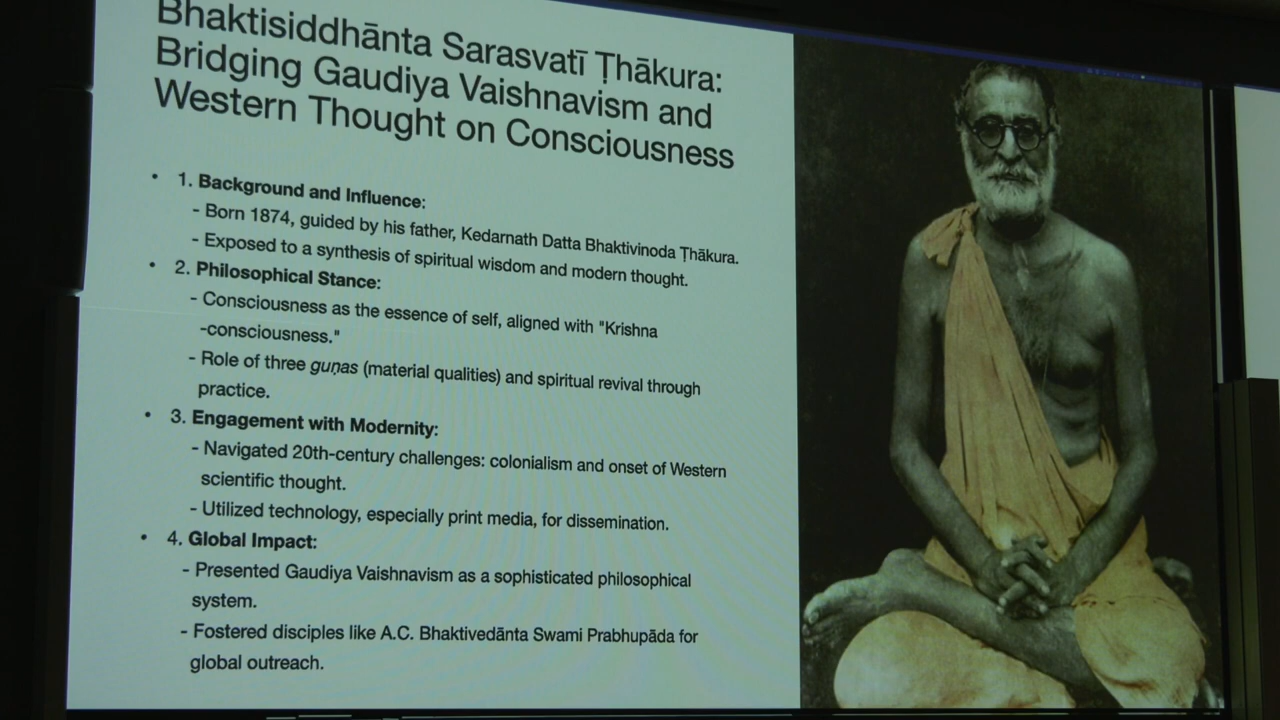 Bhaktisiddhānta Sarasvatī Ṭhākura:
Bridging Gaudiya Vaishnavism and
Western Thought on Consciousness
• 1. Background and Influence:
- Born 1874, guided by his father, Kedarnath Datta Bhaktivinoda Ṭhākura.
- Exposed to a synthesis of spiritual wisdom and modern thought.
• 2. Philosophical Stance:
- Consciousness as the essence of self, aligned with "Krishna
-consciousness."
- Role of three guṇas (material qualities) and spiritual revival through
practice.
• 3. Engagement with Modernity:
- Navigated 20th-century challenges: colonialism and onset of Western
scientific thought.
- Utilized technology, especially print media, for dissemination.
• 4. Global Impact:
- Presented Gaudiya Vaishnavism as a sophisticated philosophical
system.
- Fostered disciples like A.C. Bhaktivedānta Swami Prabhupāda for
global outreach.